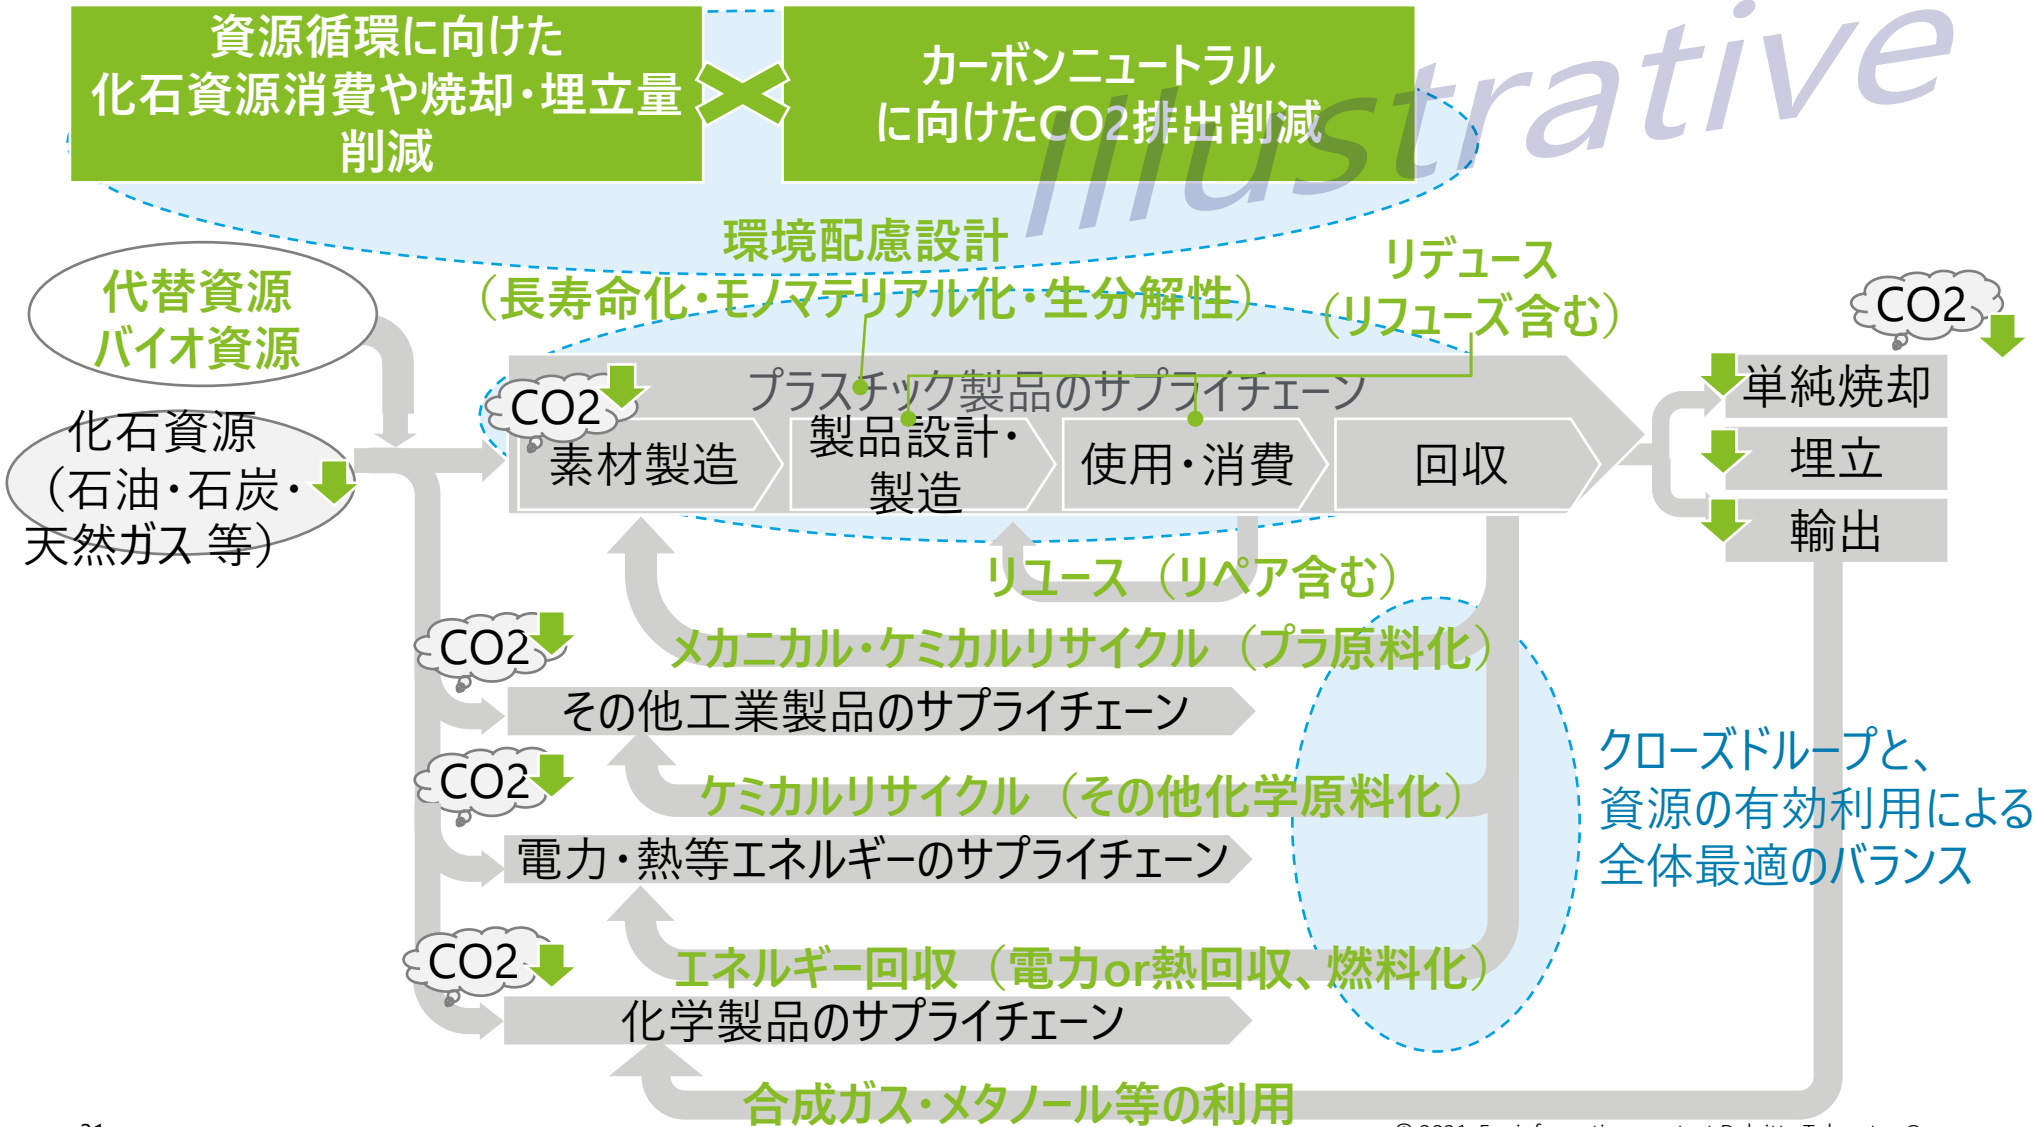 資源循環に向けた
化石資源消費や焼却・埋立量
削減
カーボンニュートラル
に向けたCO2排出削減
Illustrative
環境配慮設計
（長寿命化・モノマテリアル化・生分解性）
リデュース
（リフューズ含む）
代替資源
バイオ資源
CO2
化石資源
（石油・石炭・
天然ガス 等）
CO2
プラスチック製品のサプライチェーン
素材製造
製品設計・
製造
使用・消費
回収
単純焼却
埋立
輸出
リユース（リペア含む）
CO2
メカニカル・ケミカルリサイクル（プラ原料化）
その他工業製品のサプライチェーン
CO2
ケミカルリサイクル（その他化学原料化）
電力・熱等エネルギーのサプライチェーン
クローズドループと、
資源の有効利用による
全体最適のバランス
CO2
エネルギー回収（電力or熱回収、燃料化）
化学製品のサプライチェーン
合成ガス・メタノール等の利用